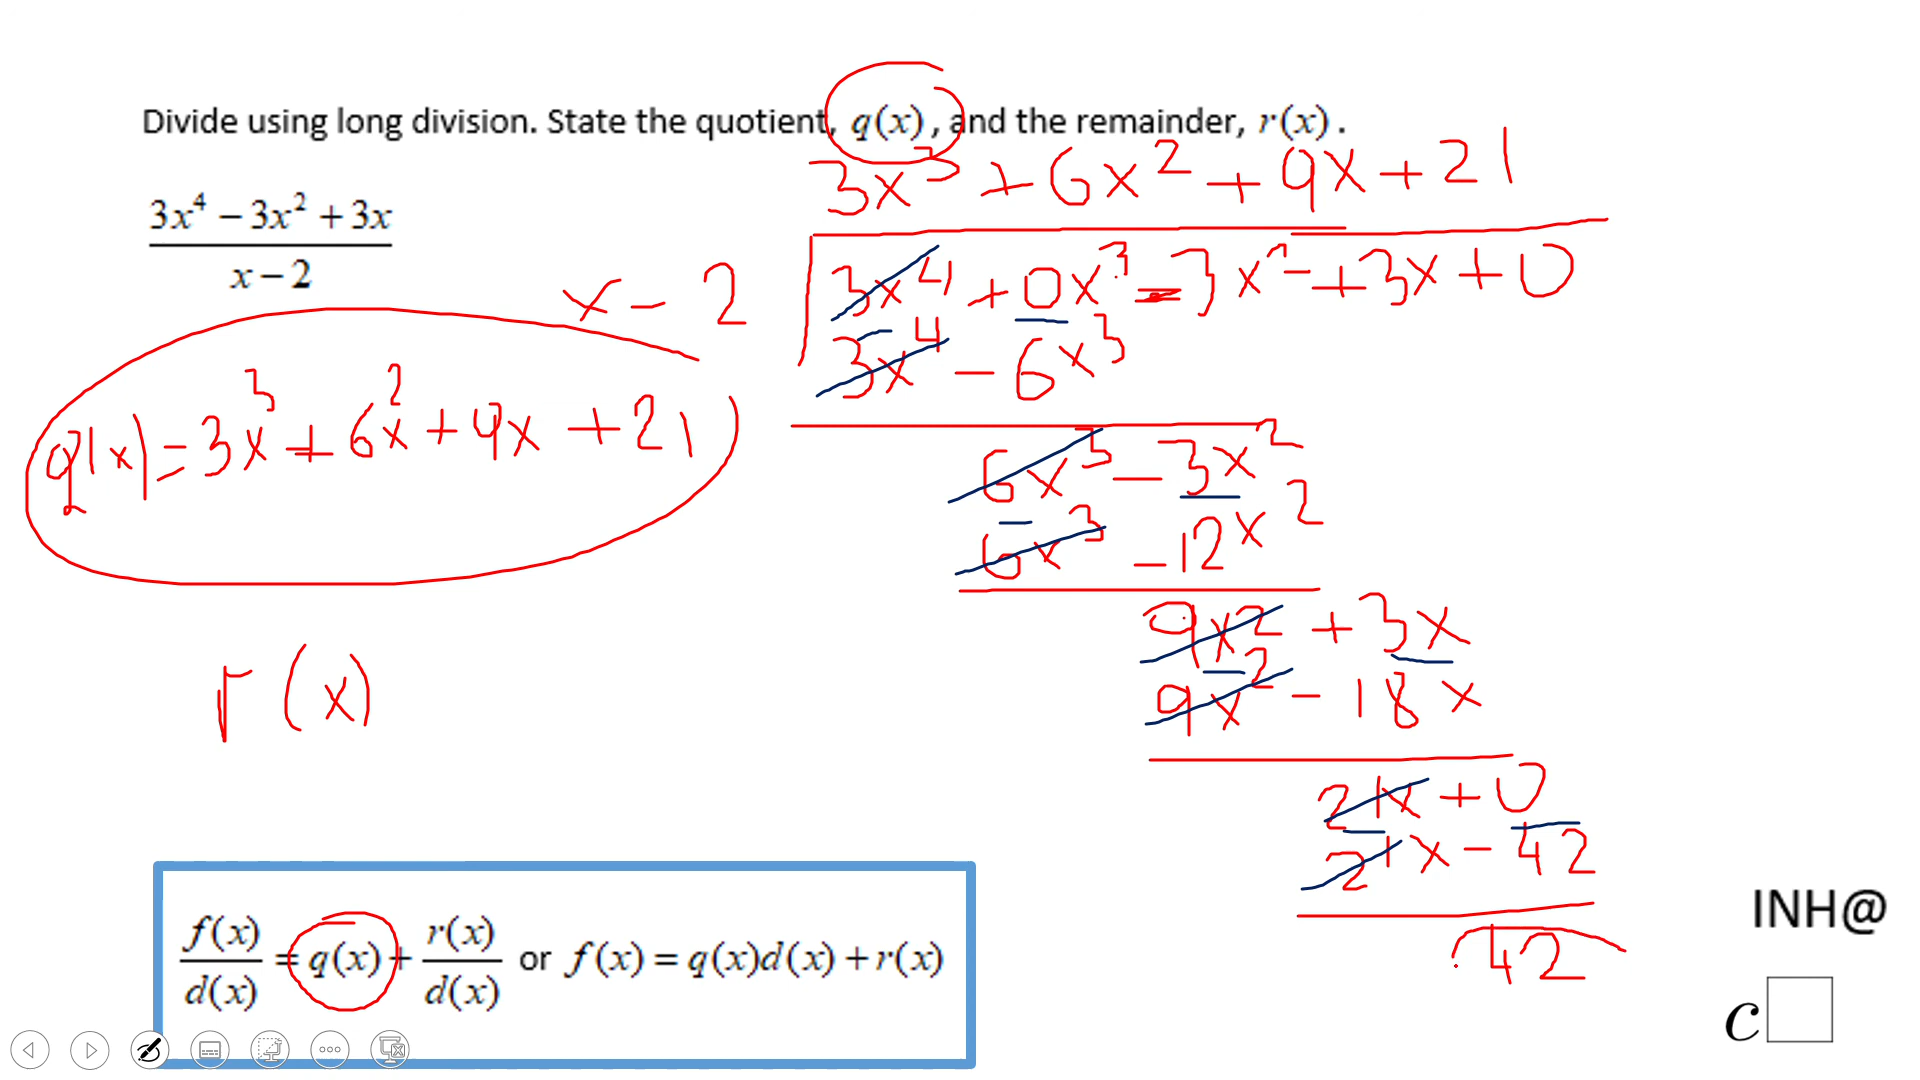 Divide using long division. State the quotient, q(x), and the remainder, r(x).
3x³ + 6x² + 9x + 21
3x⁴ − 3x² + 3x
x − 2
x − 2
3x⁴ + 0x³ − 3x² + 3x + 0
3x⁴ − 6x³
6x³ − 3x²
6x³ − 12x²
q(x) = 3x³ + 6x² + 9x + 21
9x² + 3x
9x² − 18x
r(x)
21x + 0
21x − 42
42
f(x)/d(x) = q(x) + r(x)/d(x) or f(x) = q(x)d(x) + r(x)
INH@
c